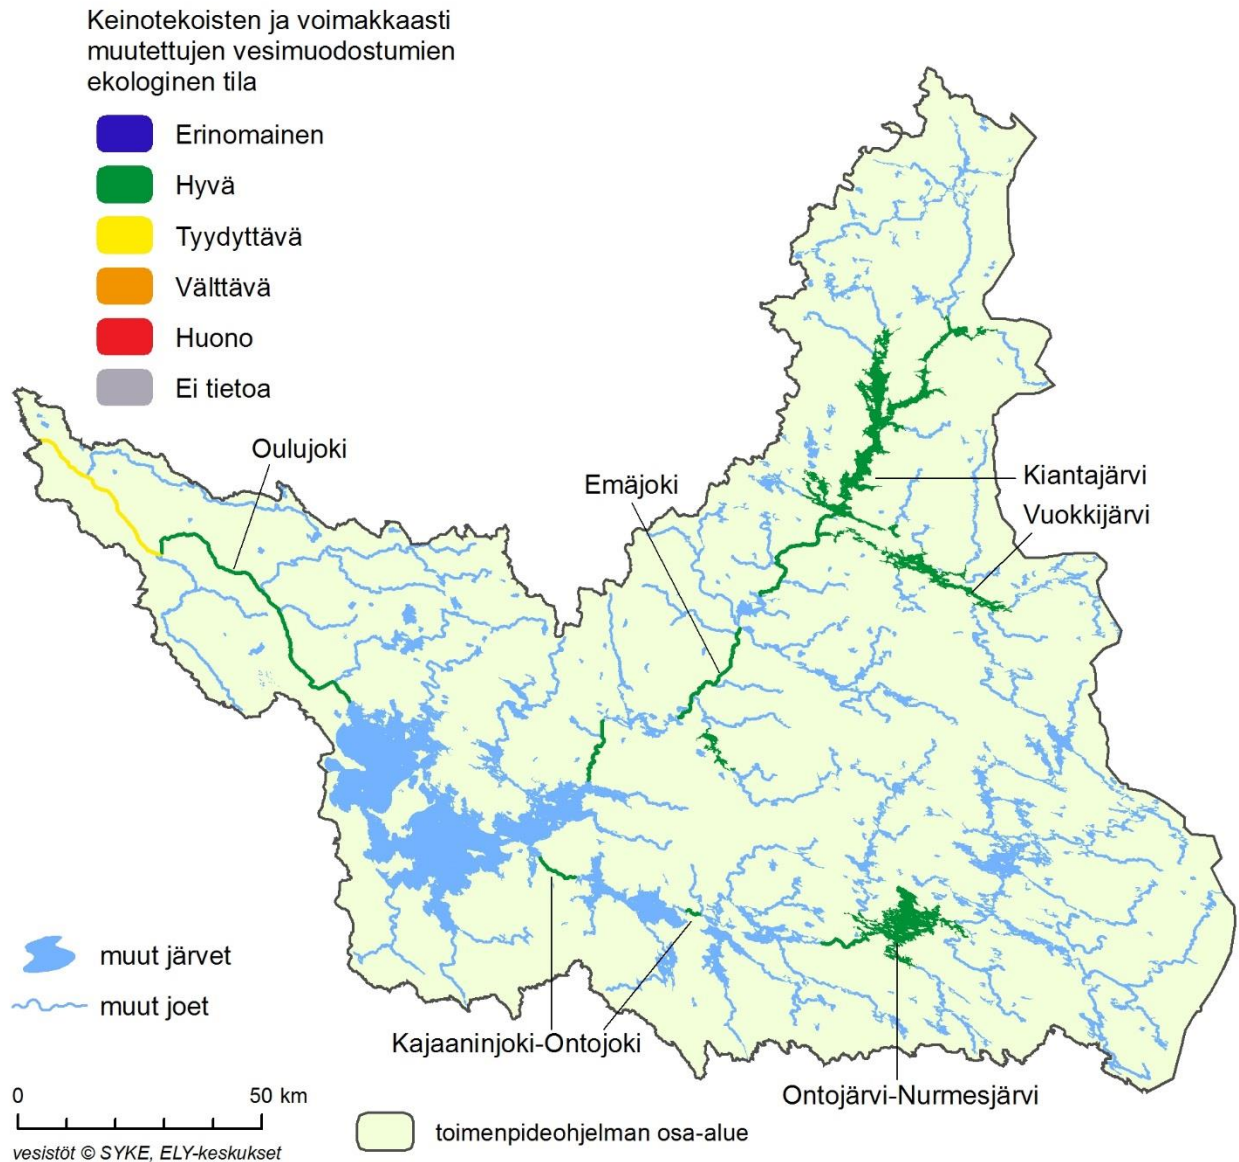 Keinotekoisten ja voimakkaasti
muutettujen vesimuodostumien
ekologinen tila
Erinomainen
Hyvä
Tyydyttävä
Välttävä
Huono
Ei tietoa
Oulujoki
Emäjoki
Kiantajärvi
Vuokkijärvi
muut järvet
muut joet
Kajaaninjoki-Ontojoki
Ontojärvi-Nurmesjärvi
0 50 km
toimenpideohjelman osa-alue
vesistöt © SYKE, ELY-keskukset